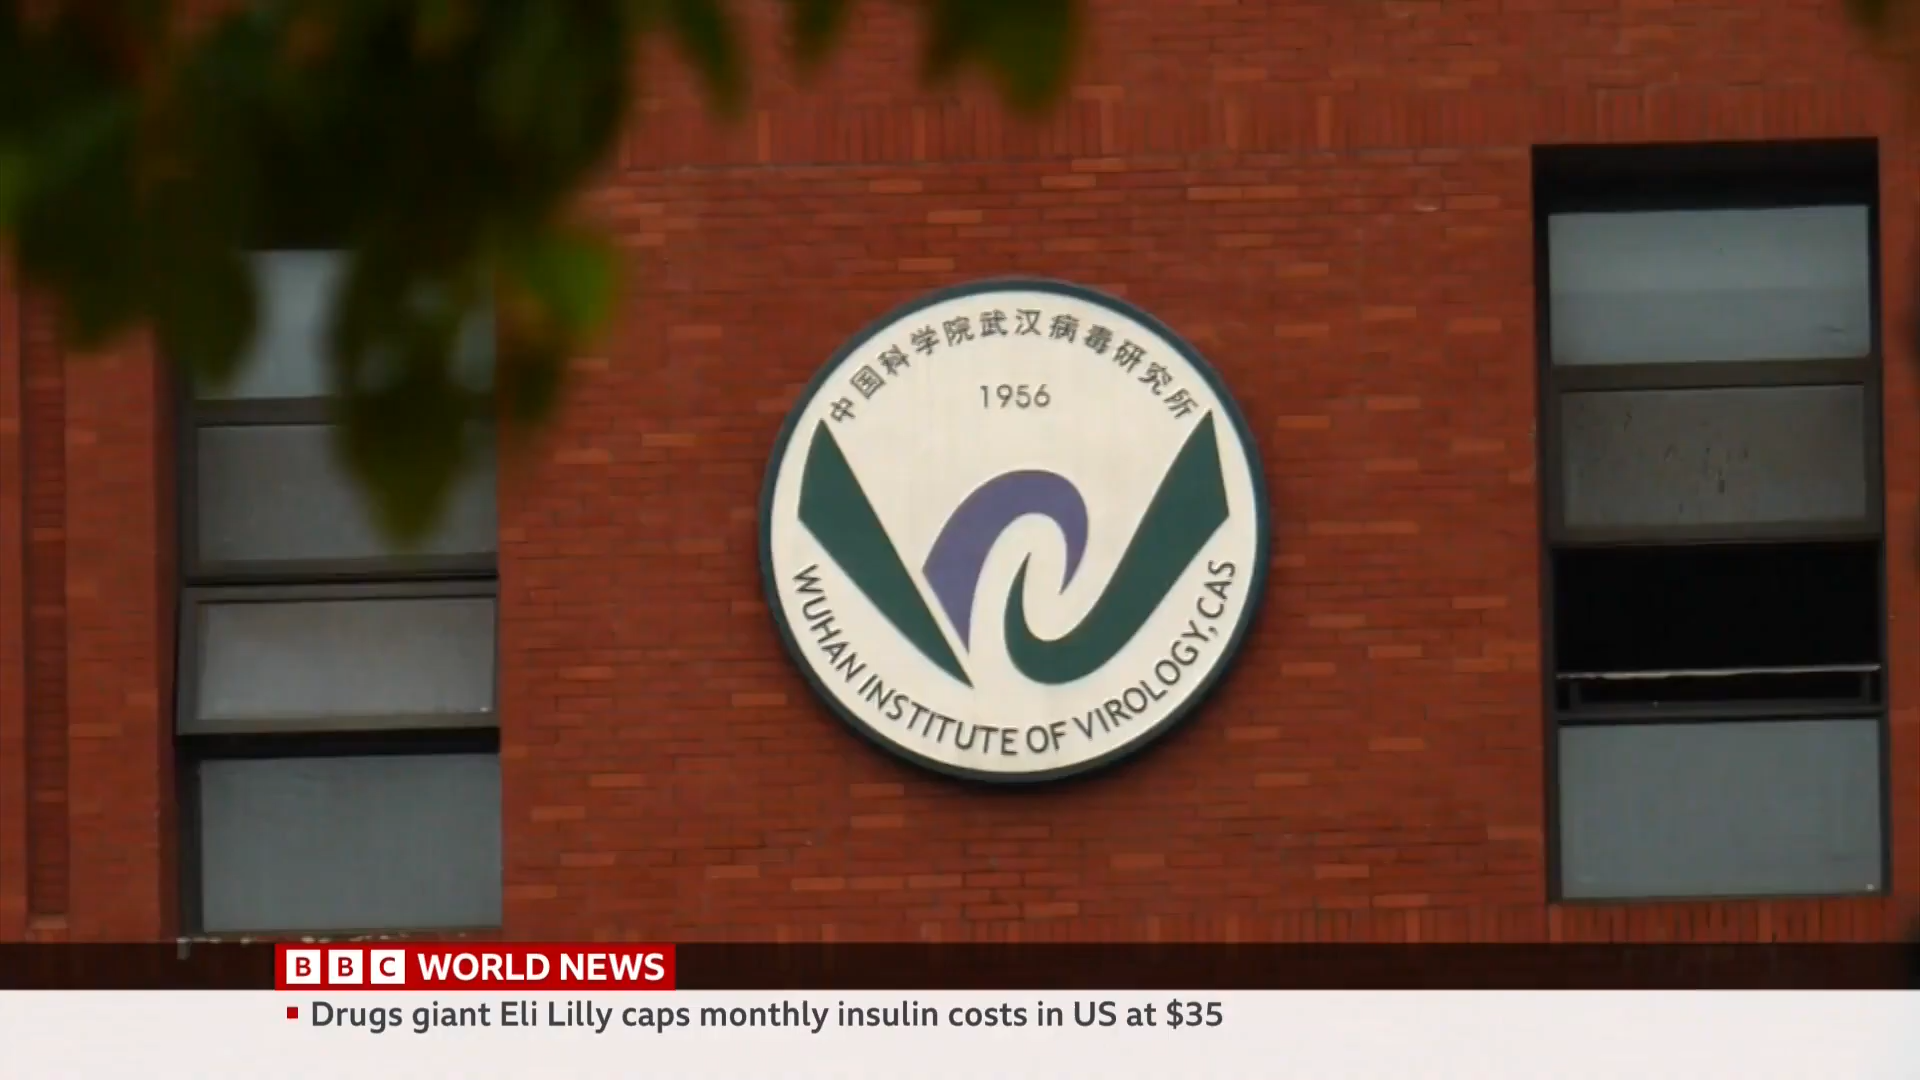 中国科学院武汉病毒研究所
1956
WUHAN INSTITUTE OF VIROLOGY, CAS
BBC WORLD NEWS
Drugs giant Eli Lilly caps monthly insulin costs in US at $35